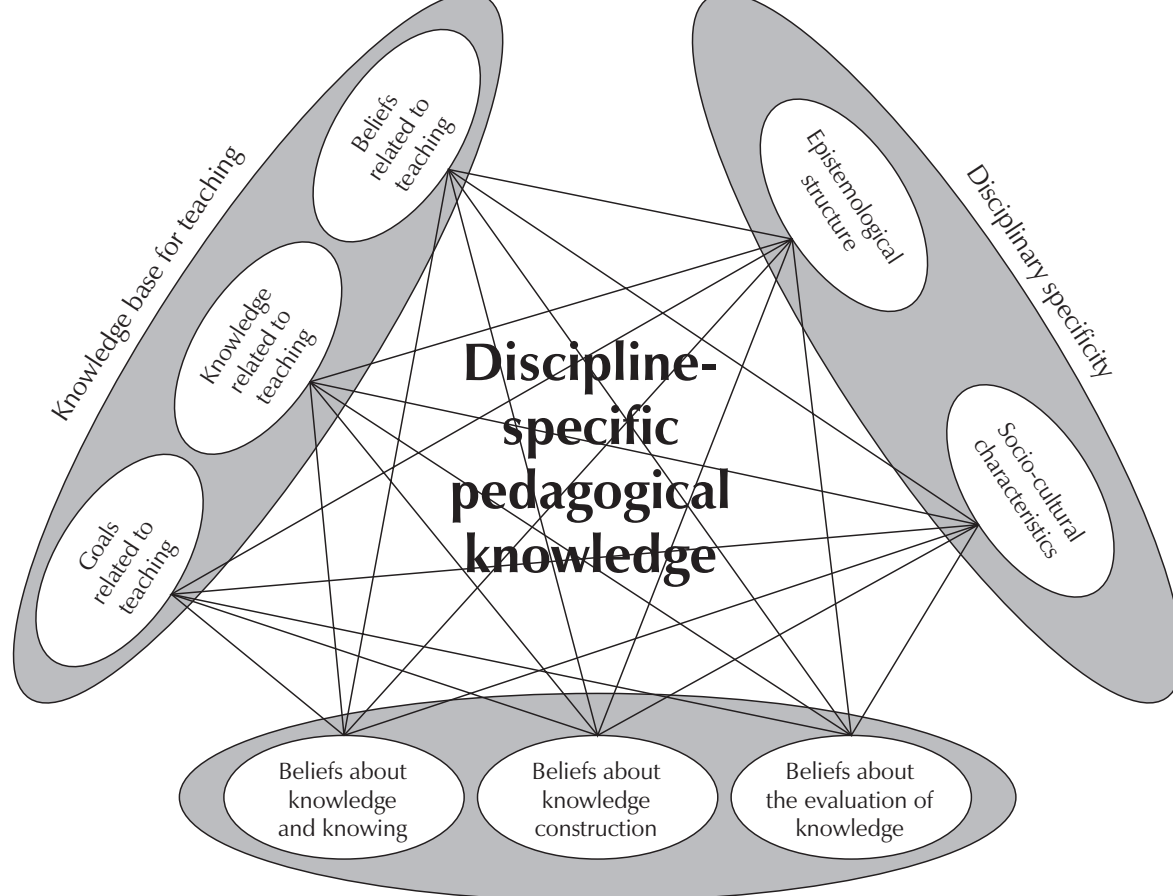 Knowledge base for teaching
Beliefs
related to
teaching
Knowledge
related to
teaching
Goals
related to
teaching
Discipline-
specific
pedagogical
knowledge
Disciplinary specificity
Epistemological
structure
Socio-cultural
characteristics
Beliefs about
knowledge
and knowing
Beliefs about
knowledge
construction
Beliefs about
the evaluation of
knowledge